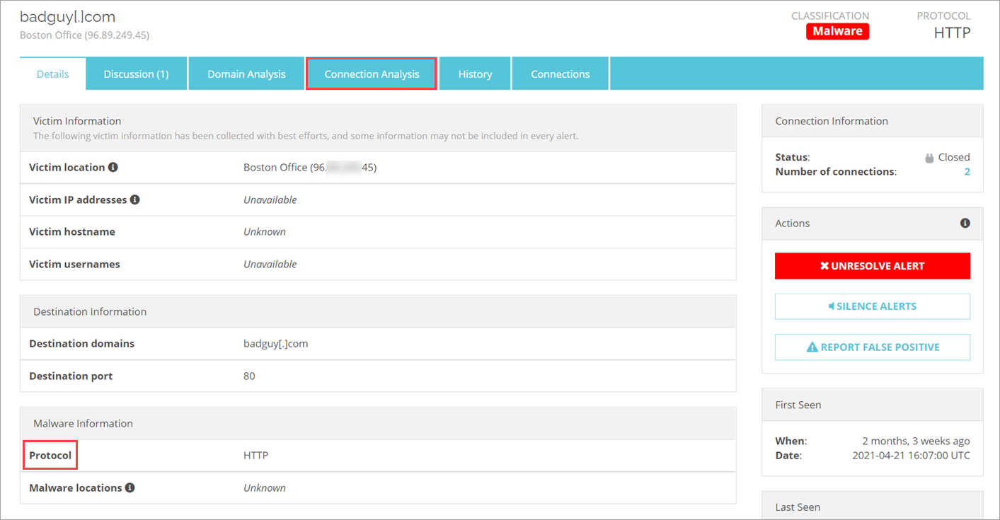 badguy[.]com
Boston Office (96.89.249.45)
CLASSIFICATION
Malware
PROTOCOL
HTTP
Details
Discussion (1)
Domain Analysis
Connection Analysis
History
Connections
Victim Information
The following victim information has been collected with best efforts, and some information may not be included in every alert.
Victim location Boston Office (96. 45)
Victim IP addresses Unavailable
Victim hostname Unknown
Victim usernames Unavailable
Destination Information
Destination domains badguy[.]com
Destination port 80
Malware Information
Protocol HTTP
Malware locations Unknown
Connection Information
Status: Closed
Number of connections: 2
Actions
UNRESOLVE ALERT
SILENCE ALERTS
REPORT FALSE POSITIVE
First Seen
When: 2 months, 3 weeks ago
Date: 2021-04-21 16:07:00 UTC
Last Seen